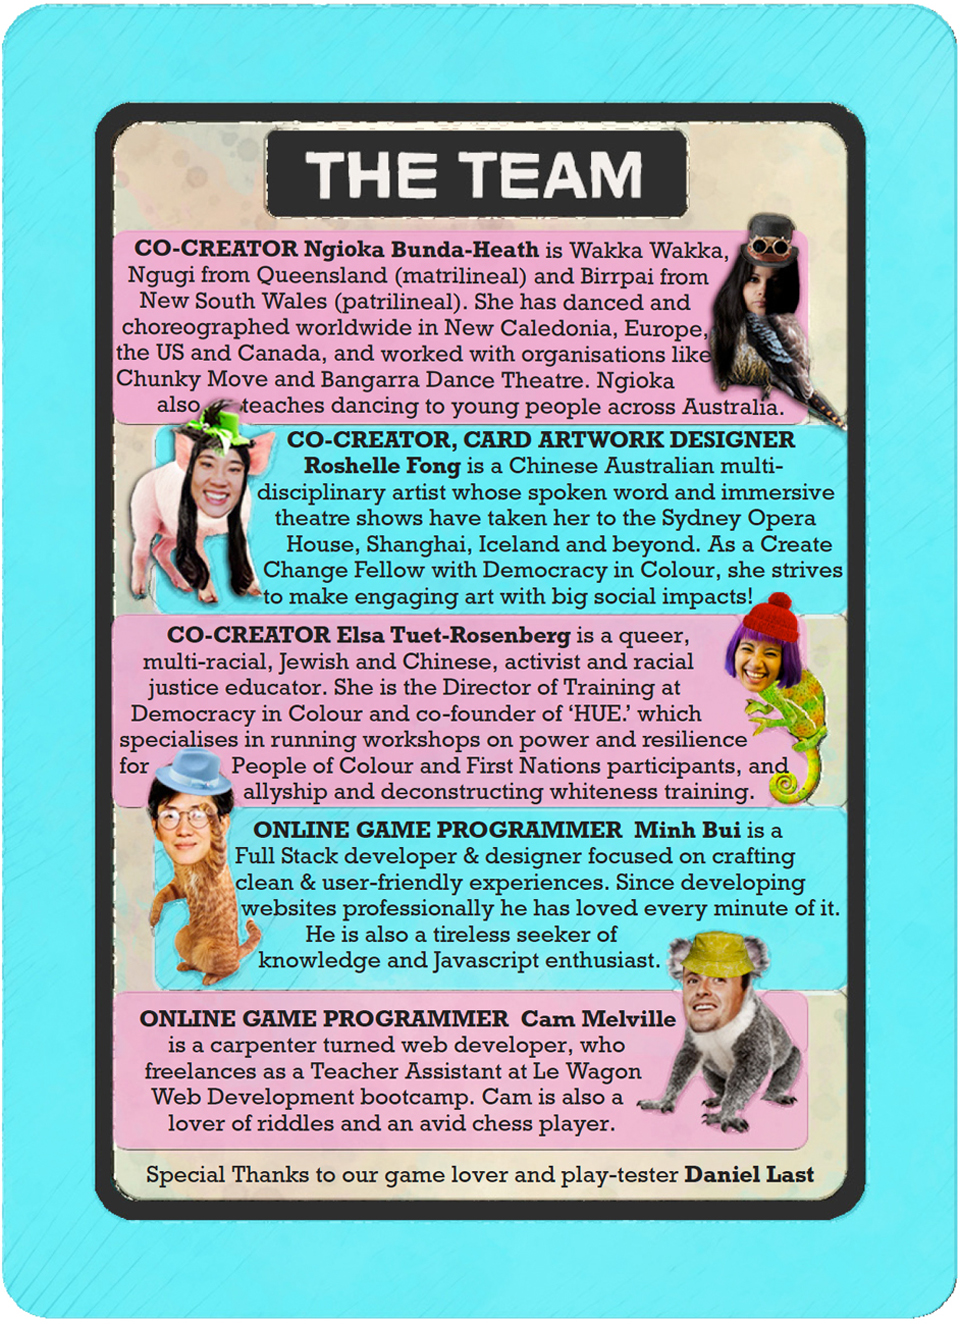 THE TEAM
CO-CREATOR Ngioka Bunda-Heath is Wakka Wakka,
Ngugi from Queensland (matrilineal) and Birrpai from
New South Wales (patrilineal). She has danced and
choreographed worldwide in New Caledonia, Europe,
the US and Canada, and worked with organisations like
Chunky Move and Bangarra Dance Theatre. Ngioka
also teaches dancing to young people across Australia.
CO-CREATOR, CARD ARTWORK DESIGNER
Roshelle Fong is a Chinese Australian multi-
disciplinary artist whose spoken word and immersive
theatre shows have taken her to the Sydney Opera
House, Shanghai, Iceland and beyond. As a Create
Change Fellow with Democracy in Colour, she strives
to make engaging art with big social impacts!
CO-CREATOR Elsa Tuet-Rosenberg is a queer,
multi-racial, Jewish and Chinese, activist and racial
justice educator. She is the Director of Training at
Democracy in Colour and co-founder of ‘HUE.’ which
specialises in running workshops on power and resilience
for People of Colour and First Nations participants, and
allyship and deconstructing whiteness training.
ONLINE GAME PROGRAMMER Minh Bui is a
Full Stack developer & designer focused on crafting
clean & user-friendly experiences. Since developing
websites professionally he has loved every minute of it.
He is also a tireless seeker of
knowledge and Javascript enthusiast.
ONLINE GAME PROGRAMMER Cam Melville
is a carpenter turned web developer, who
freelances as a Teacher Assistant at Le Wagon
Web Development bootcamp. Cam is also a
lover of riddles and an avid chess player.
Special Thanks to our game lover and play-tester Daniel Last